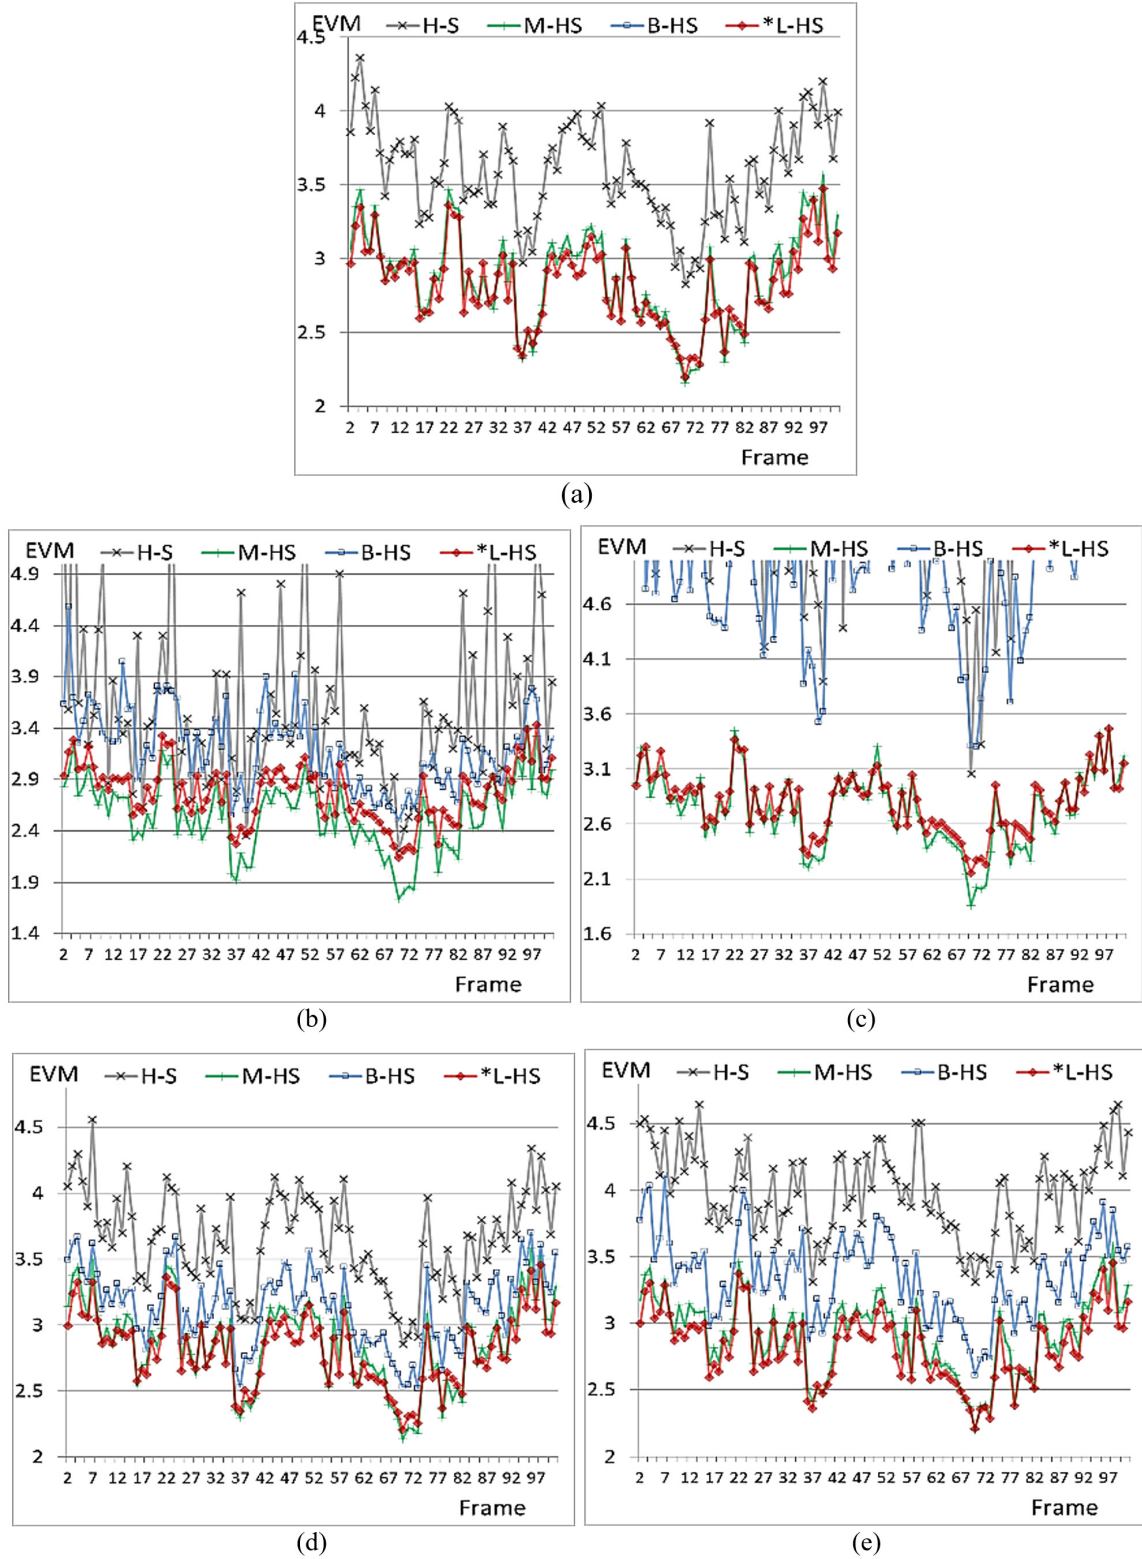 EVM H-S M-HS B-HS *L-HS
4.5
4
3.5
3
2.5
2
2 7 12 17 22 27 32 37 42 47 52 57 62 67 72 77 82 87 92 97
Frame
(a)
EVM H-S M-HS B-HS *L-HS
4.9
4.4
3.9
3.4
2.9
2.4
1.9
1.4
2 7 12 17 22 27 32 37 42 47 52 57 62 67 72 77 82 87 92 97
Frame
(b)
EVM H-S M-HS B-HS *L-HS
4.6
4.1
3.6
3.1
2.6
2.1
1.6
2 7 12 17 22 27 32 37 42 47 52 57 62 67 72 77 82 87 92 97
Frame
(c)
EVM H-S M-HS B-HS *L-HS
4.5
4
3.5
3
2.5
2
2 7 12 17 22 27 32 37 42 47 52 57 62 67 72 77 82 87 92 97
Frame
(d)
EVM H-S M-HS B-HS *L-HS
4.5
4
3.5
3
2.5
2
2 7 12 17 22 27 32 37 42 47 52 57 62 67 72 77 82 87 92 97
Frame
(e)